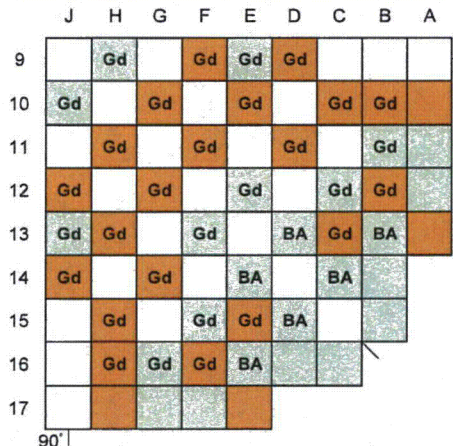 J H G F E D C B A
9 Gd Gd Gd Gd
10 Gd Gd Gd Gd Gd
11 Gd Gd Gd Gd
12 Gd Gd Gd Gd Gd
13 Gd Gd Gd BA Gd BA
14 Gd Gd BA BA
15 Gd Gd Gd BA
16 Gd Gd Gd BA
17
90°